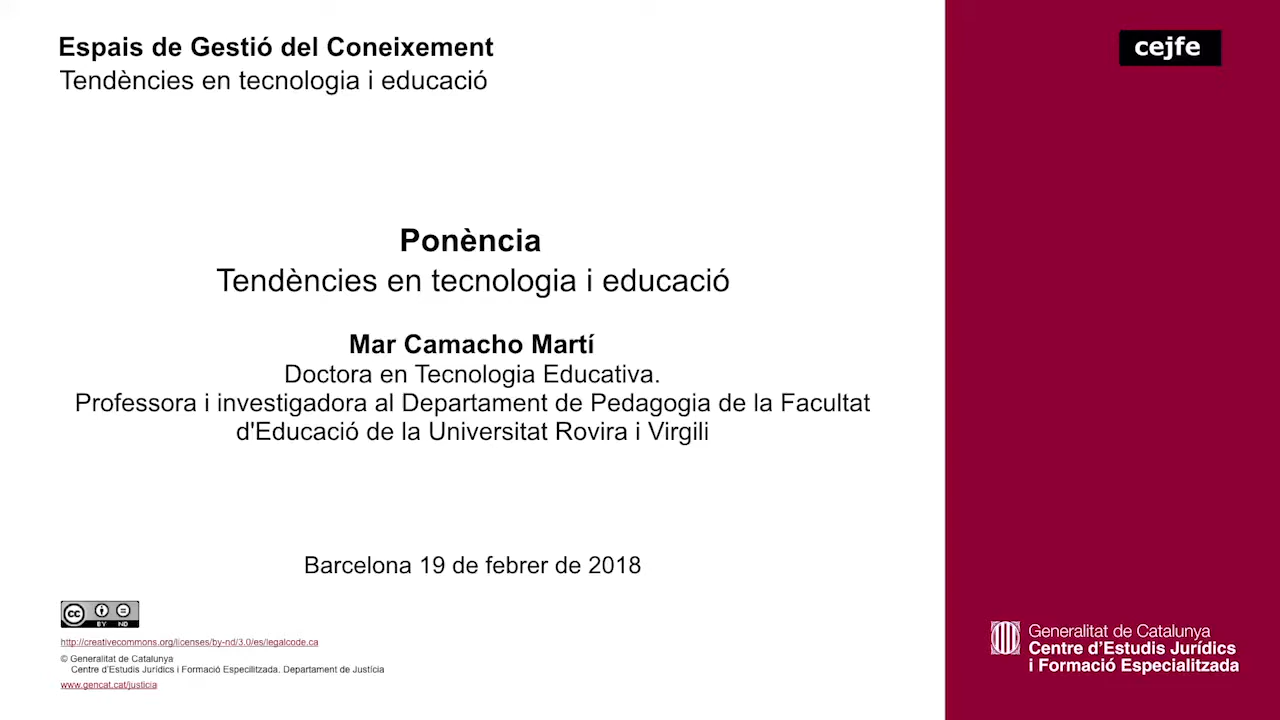 Espais de Gestió del Coneixement
Tendències en tecnologia i educació
cejfe
Ponència
Tendències en tecnologia i educació
Mar Camacho Martí
Doctora en Tecnologia Educativa.
Professora i investigadora al Departament de Pedagogia de la Facultat
d'Educació de la Universitat Rovira i Virgili
Barcelona 19 de febrer de 2018
cc BY ND
http://creativecommons.org/licenses/by-nd/3.0/es/legalcode.ca
© Generalitat de Catalunya
Centre d'Estudis Jurídics i Formació Especilitzada. Departament de Justícia
www.gencat.cat/justicia
Generalitat de Catalunya
Centre d'Estudis Jurídics
i Formació Especialitzada